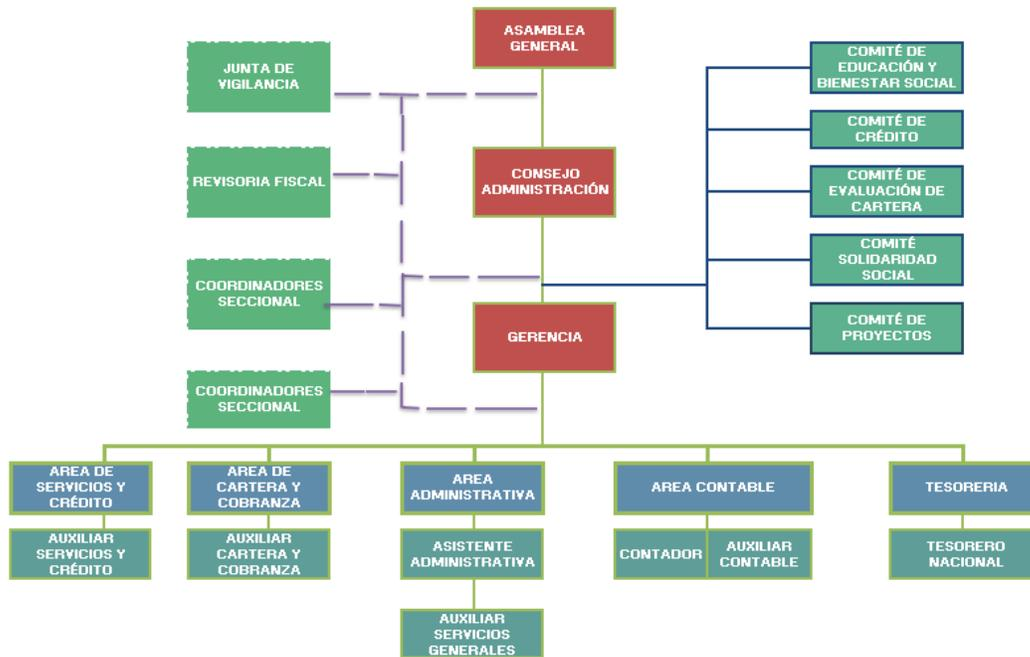 ASAMBLEA
GENERAL
JUNTA DE
VIGILANCIA
COMITÉ DE
EDUCACIÓN Y
BIENESTAR SOCIAL
COMITÉ DE
CRÉDITO
REVISORIA FISCAL
CONSEJO
ADMINISTRACIÓN
COMITÉ DE
EVALUACIÓN DE
CARTERA
COORDINADORES
SECCIONAL
COMITÉ
SOLIDARIDAD
SOCIAL
GERENCIA
COMITÉ DE
PROYECTOS
COORDINADORES
SECCIONAL
AREA DE
SERVICIOS Y
CRÉDITO
AREA DE
CARTERA Y
COBRANZA
AREA
ADMINISTRATIVA
AREA CONTABLE
TESORERIA
AUXILIAR
SERVICIOS Y
CRÉDITO
AUXILIAR
CARTERA Y
COBRANZA
ASISTENTE
ADMINISTRATIVA
CONTADOR
AUXILIAR
CONTABLE
TESORERO
NACIONAL
AUXILIAR
SERVICIOS
GENERALES